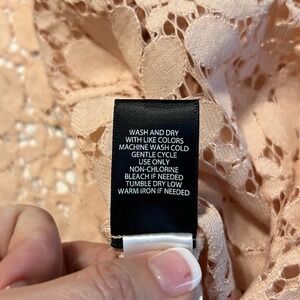 WASH AND DRY
WITH LIKE COLORS
MACHINE WASH COLD
GENTLE CYCLE
USE ONLY
NON-CHLORINE
BLEACH IF NEEDED
TUMBLE DRY LOW
WARM IRON IF NEEDED